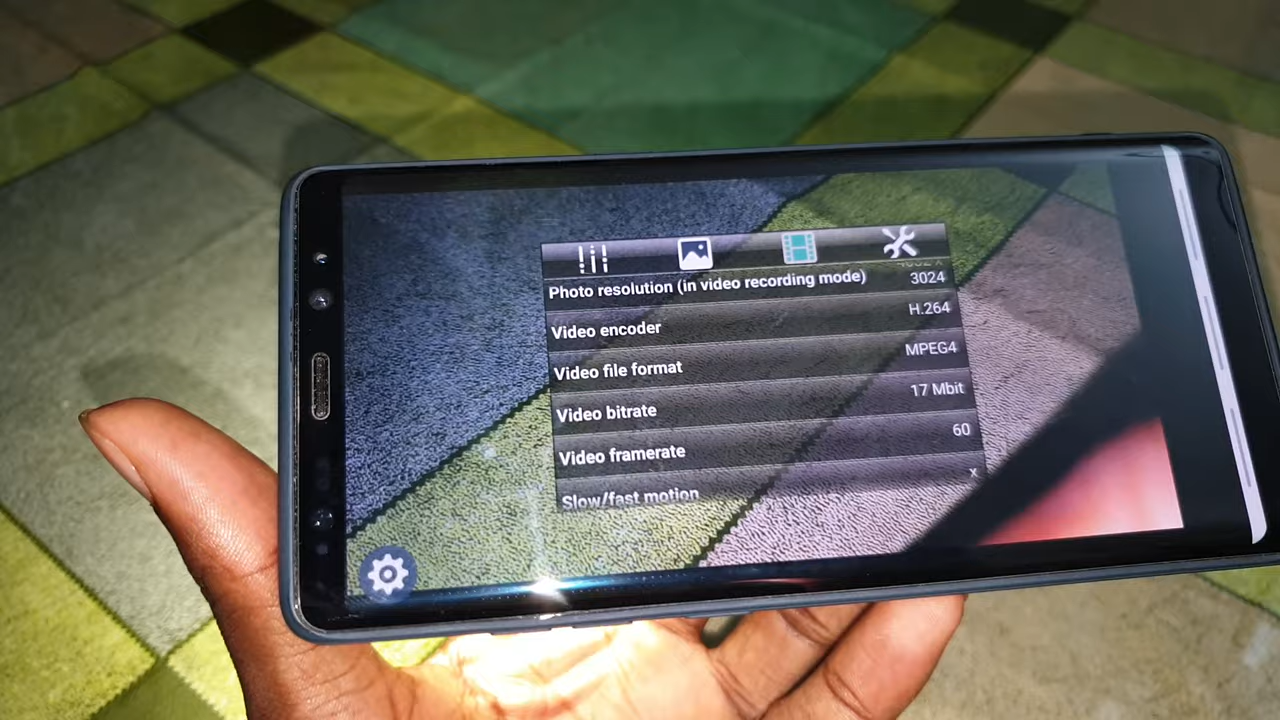 Photo resolution (in video recording mode) 3024
Video encoder H.264
Video file format MPEG4
Video bitrate 17 Mbit
Video framerate 60
Slow/fast motion x